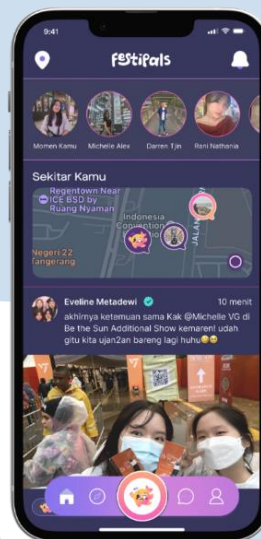 9:41
Festipals
Momen Kamu
Michelle Alex
Darren Tjin
Rani Nathania
Sekitar Kamu
Regentown Near
ICE BSD by
Ruang Nyaman
Indonesia
Convention
JALAN
Negeri 22
Tangerang
Eveline Metadewi
10 menit
akhirnya ketemuan sama Kak @Michelle VG di
Be the Sun Additional Show kemaren! udah
gitu kita ujan2an bareng lagi huhu🥲🥹